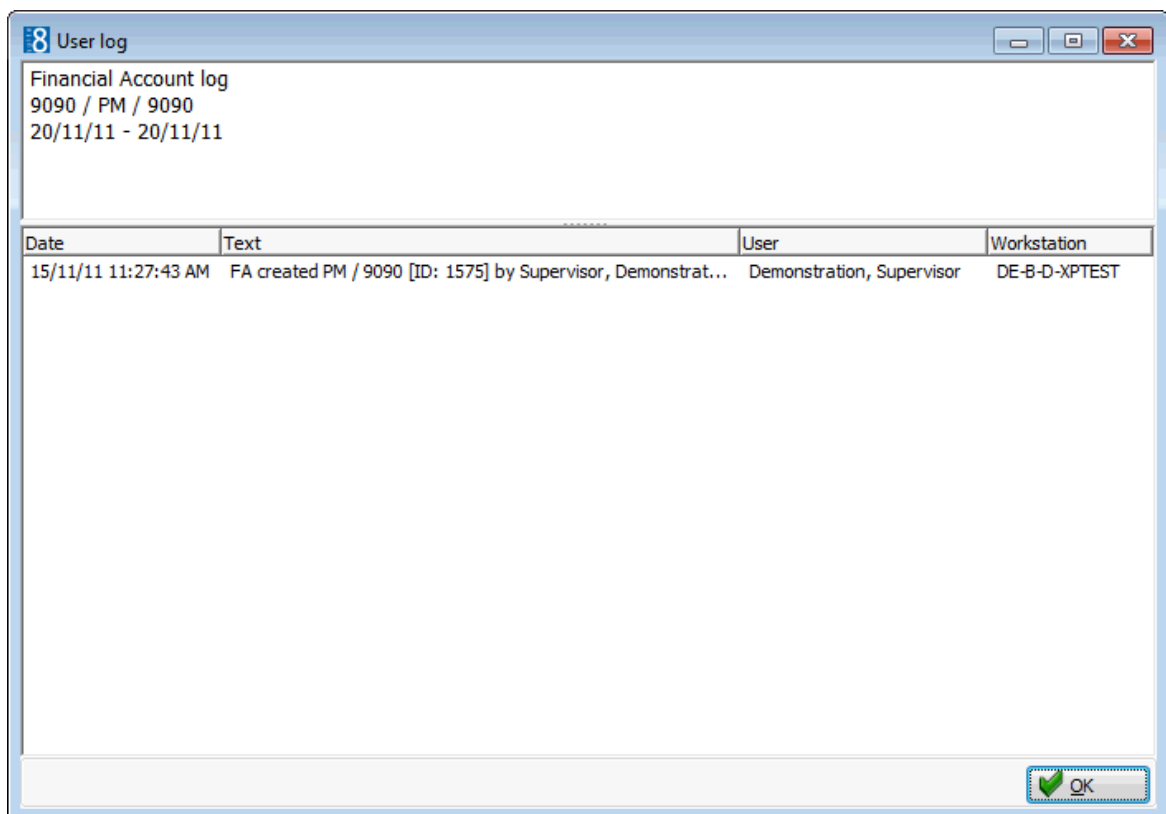 8 User log
Financial Account log
9090 / PM / 9090
20/11/11 - 20/11/11
Date Text User Workstation
15/11/11 11:27:43 AM FA created PM / 9090 [ID: 1575] by Supervisor, Demonstrat... Demonstration, Supervisor DE-B-D-XPTEST
OK